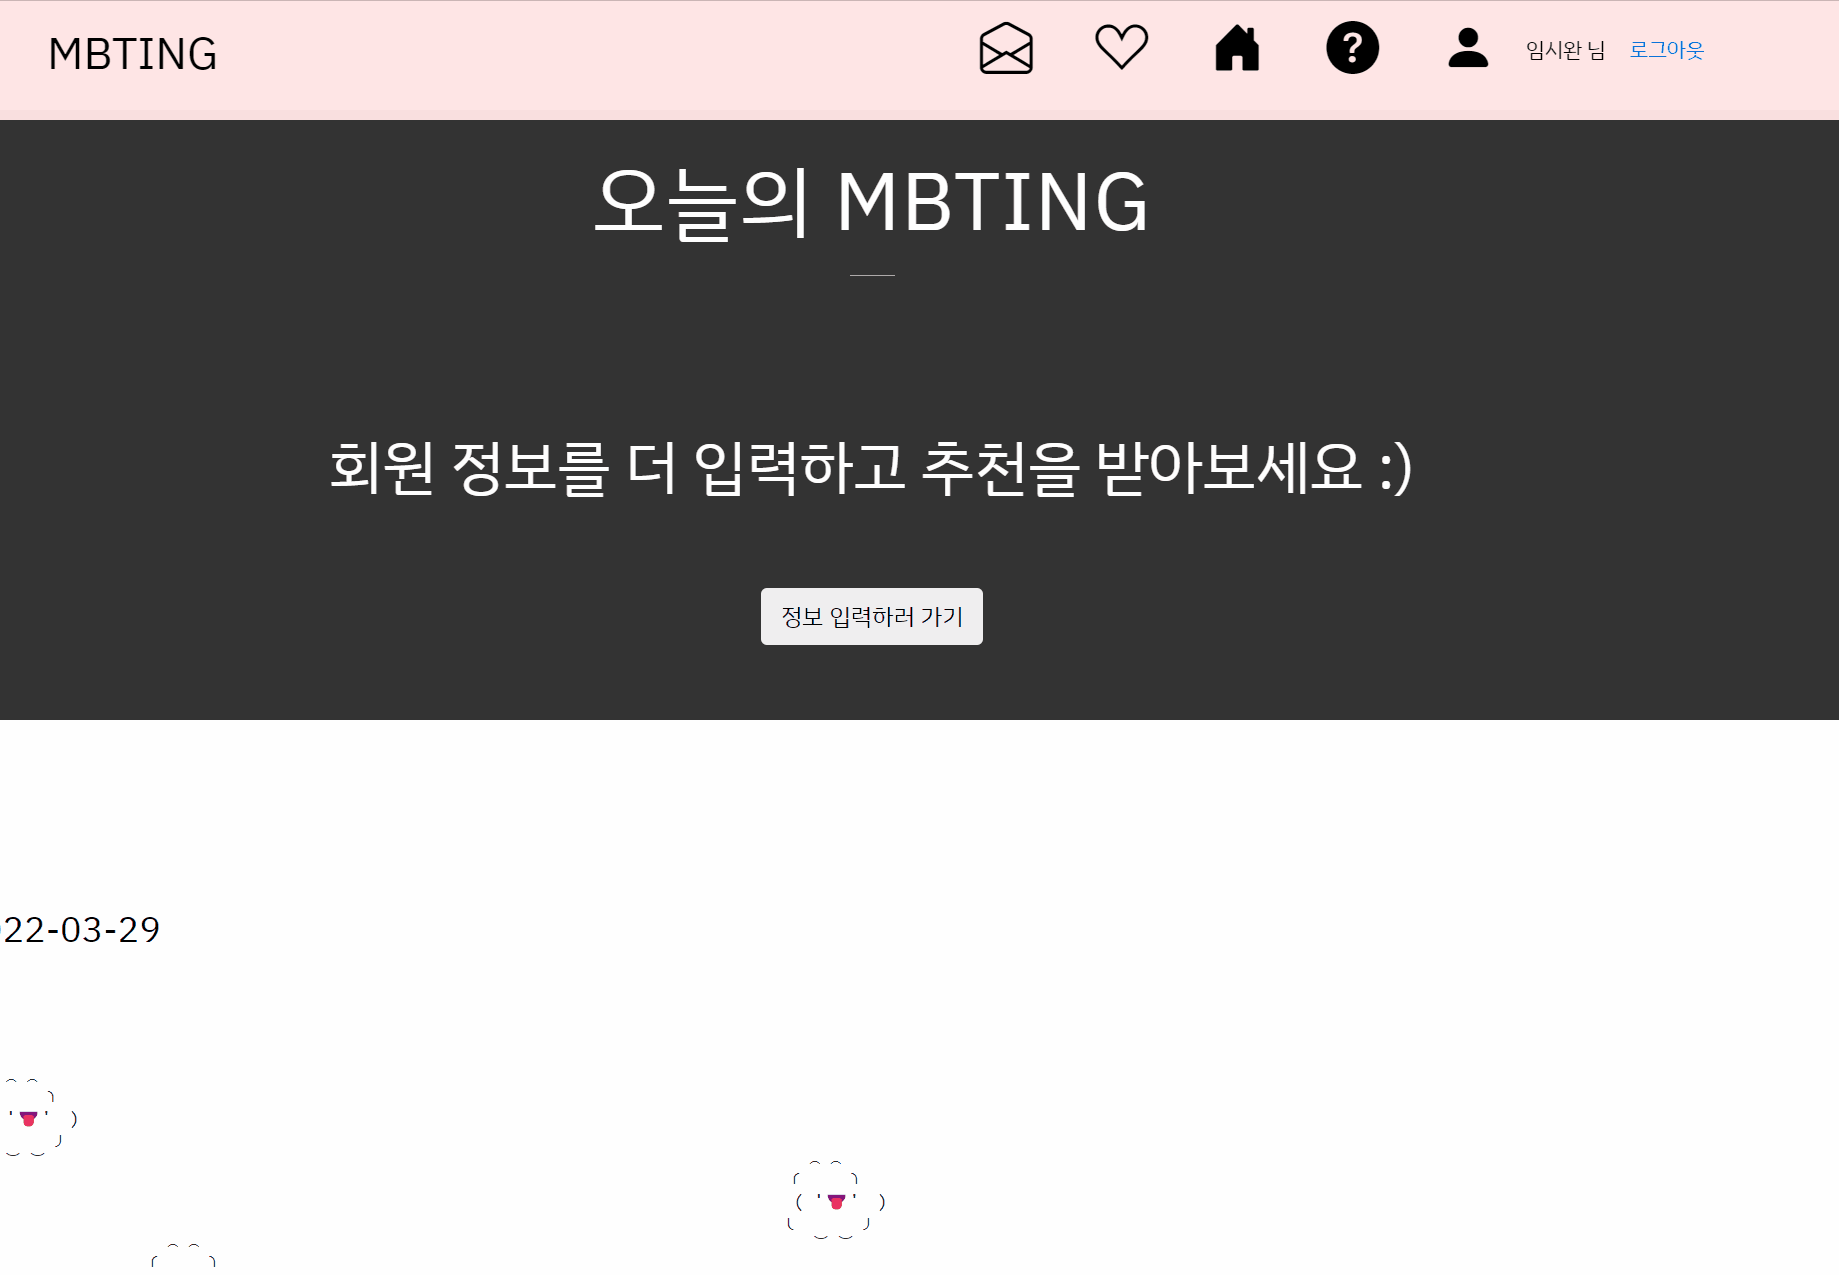 MBTING
임시완 님 로그아웃
오늘의 MBTING
회원 정보를 더 입력하고 추천을 받아보세요 :)
정보 입력하러 가기
22-03-29